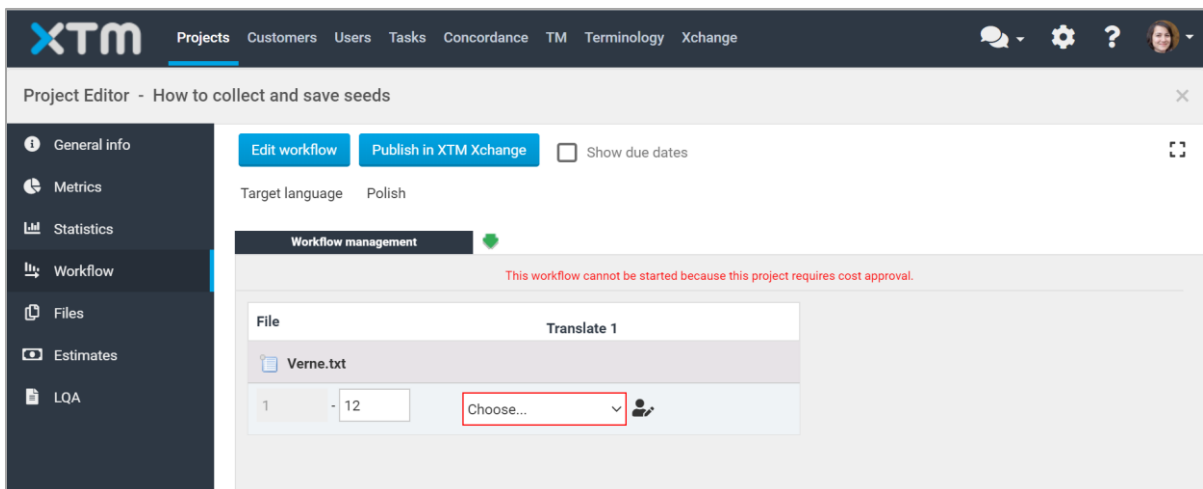 XTM Projects Customers Users Tasks Concordance TM Terminology Xchange ?
Project Editor - How to collect and save seeds
General info
Metrics
Statistics
Workflow
Files
Estimates
LQA
Edit workflow Publish in XTM Xchange Show due dates
Target language Polish
Workflow management
This workflow cannot be started because this project requires cost approval.
File Translate 1
Verne.txt
1 - 12 Choose...